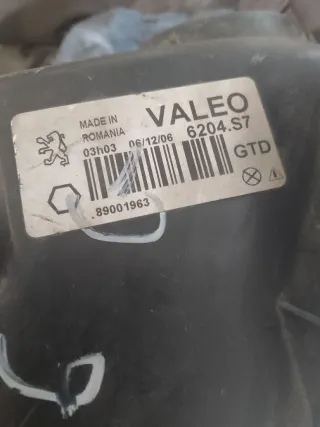 MADE IN
ROMANIA
VALEO
03h03 06/12/06 6204.S7
GTD
89001963